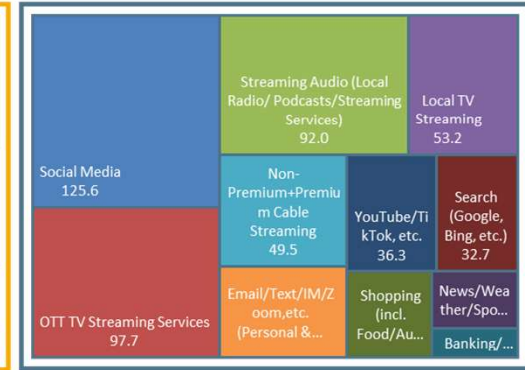 Social Media
125.6
OTT TV Streaming Services
97.7
Streaming Audio (Local
Radio/ Podcasts/Streaming
Services)
92.0
Local TV
Streaming
53.2
Non-
Premium+Premiu
m Cable
Streaming
49.5
YouTube/Ti
kTok, etc.
36.3
Search
(Google,
Bing, etc.)
32.7
Email/Text/IM/Z
oom,etc.
(Personal &...
Shopping
(incl.
Food/Au...
News/Wea
ther/Spo...
Banking/...